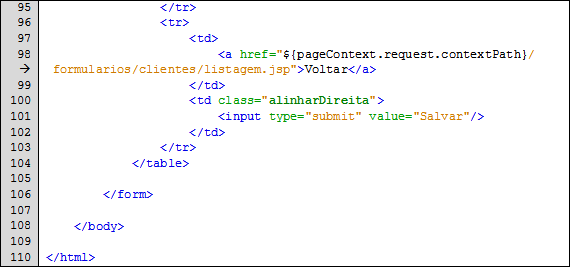 95 </tr>
96 <tr>
97 <td>
98 <a href="${pageContext.request.contextPath}/
→ formularios/clientes/listagem.jsp">Voltar</a>
99 </td>
100 <td class="alinharDireita">
101 <input type="submit" value="Salvar"/>
102 </td>
103 </tr>
104 </table>
105
106 </form>
107
108 </body>
109
110 </html>